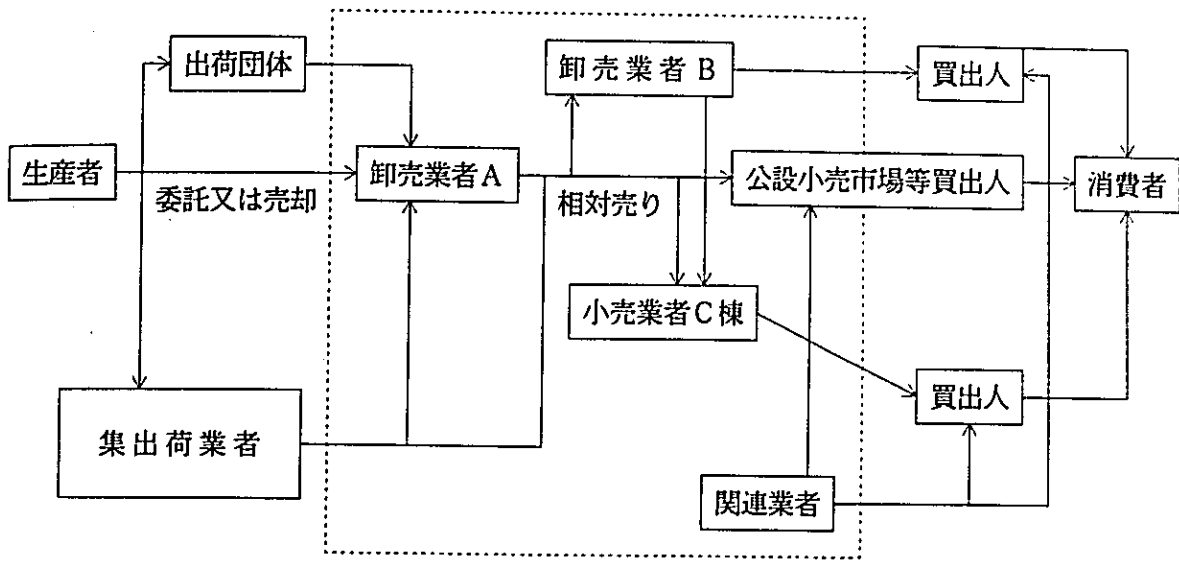 出荷団体
卸売業者B
買出人
生産者
委託又は売却
卸売業者A
相対売り
公設小売市場等買出人
消費者
小売業者C棟
買出人
集出荷業者
関連業者